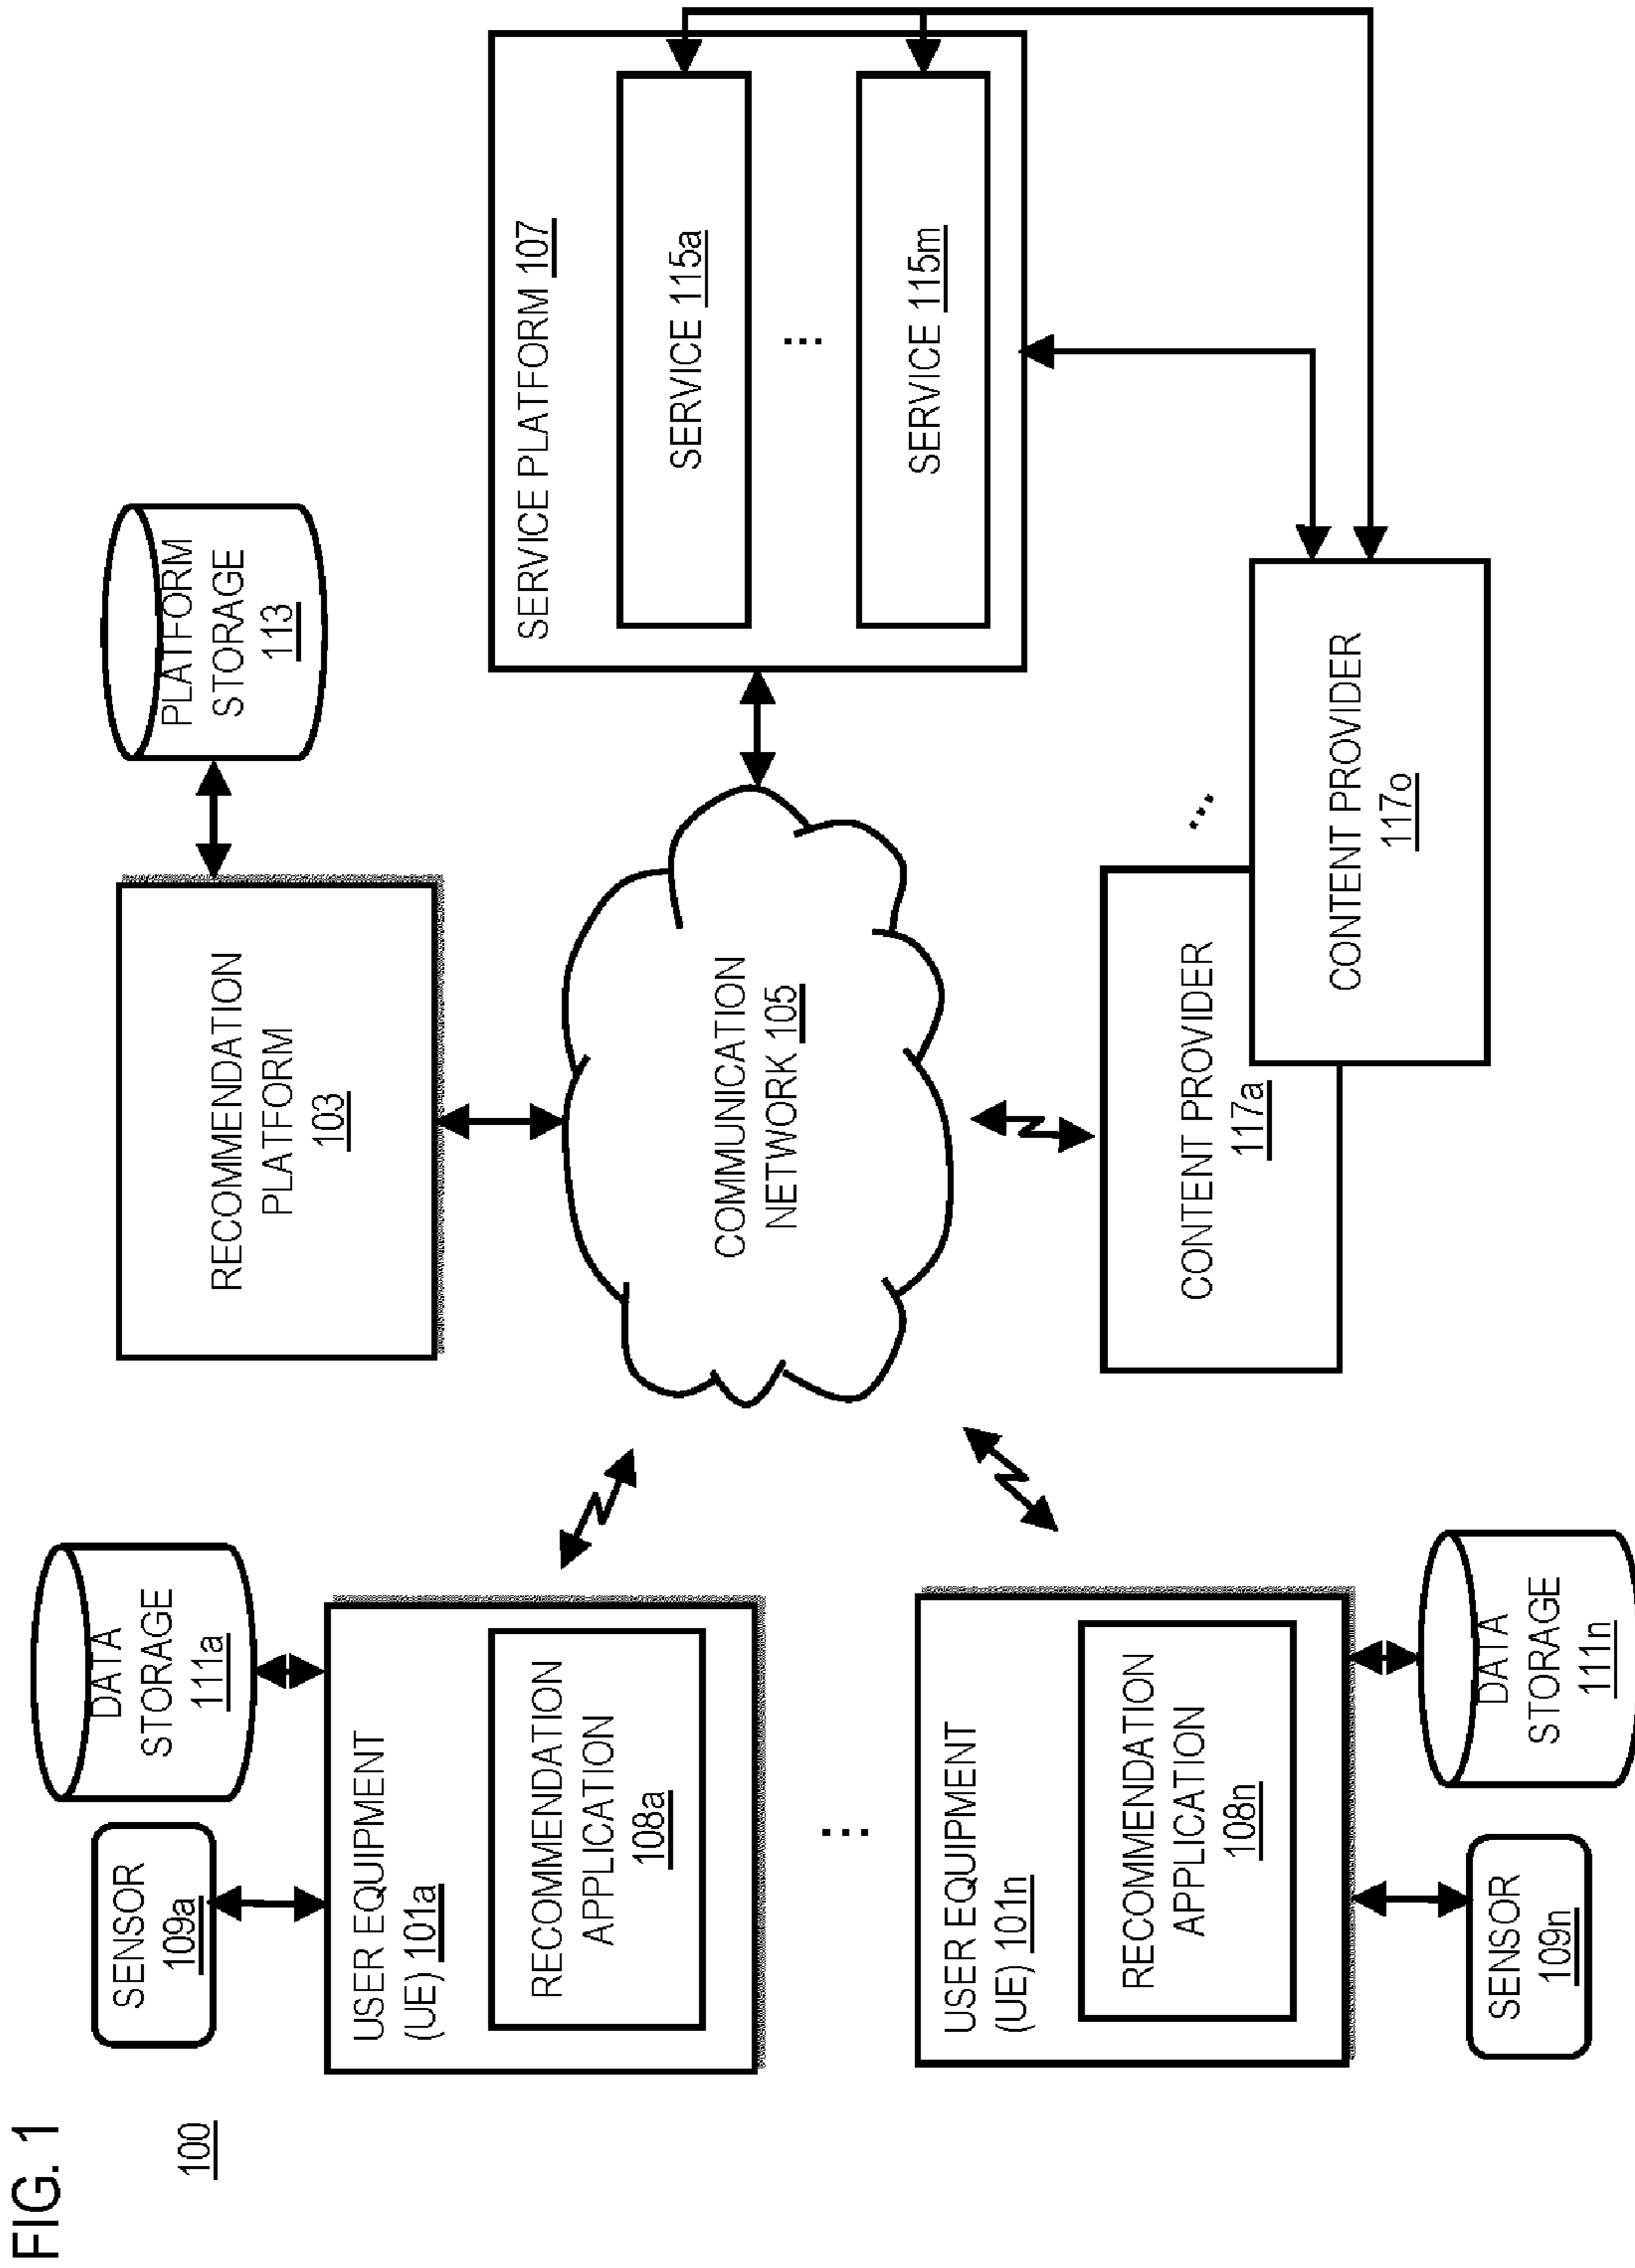 FIG. 1
100
SENSOR
109a
DATA
STORAGE
111a
USER EQUIPMENT
(UE) 101a
RECOMMENDATION
APPLICATION
108a
...
USER EQUIPMENT
(UE) 101n
RECOMMENDATION
APPLICATION
108n
SENSOR
109n
DATA
STORAGE
111n
RECOMMENDATION
PLATFORM
103
PLATFORM
STORAGE
113
COMMUNICATION
NETWORK 105
SERVICE PLATFORM 107
SERVICE 115a
...
SERVICE 115m
CONTENT PROVIDER
117a
...
CONTENT PROVIDER
117o